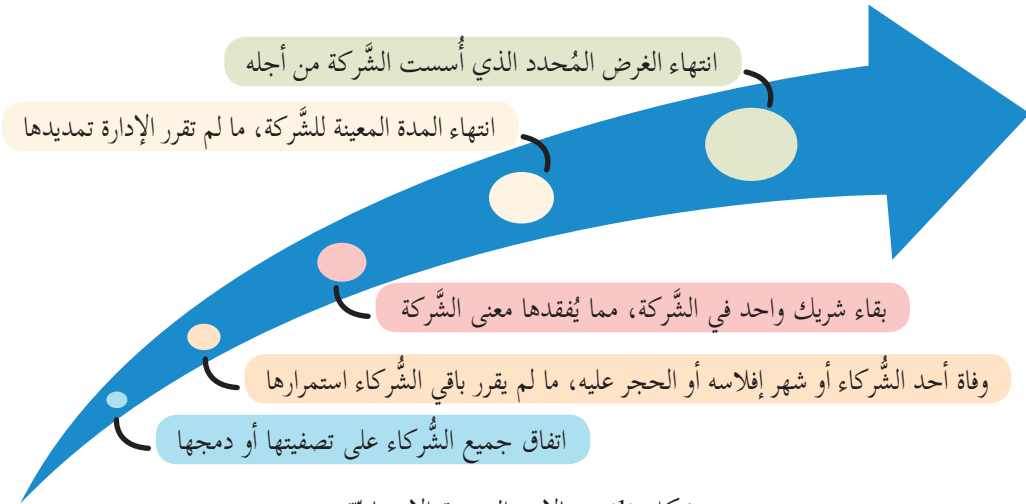 انتهاء الغرض المُحدد الذي أُسست الشَّركة من أجله
انتهاء المدة المعينة للشَّركة، ما لم تقرر الإدارة تمديدها
بقاء شريك واحد في الشَّركة، مما يُفقدها معنى الشَّركة
وفاة أحد الشُّركاء أو شهر إفلاسه أو الحجر عليه، ما لم يقرر باقي الشُّركاء استمرارها
اتفاق جميع الشُّركاء على تصفيتها أو دمجها